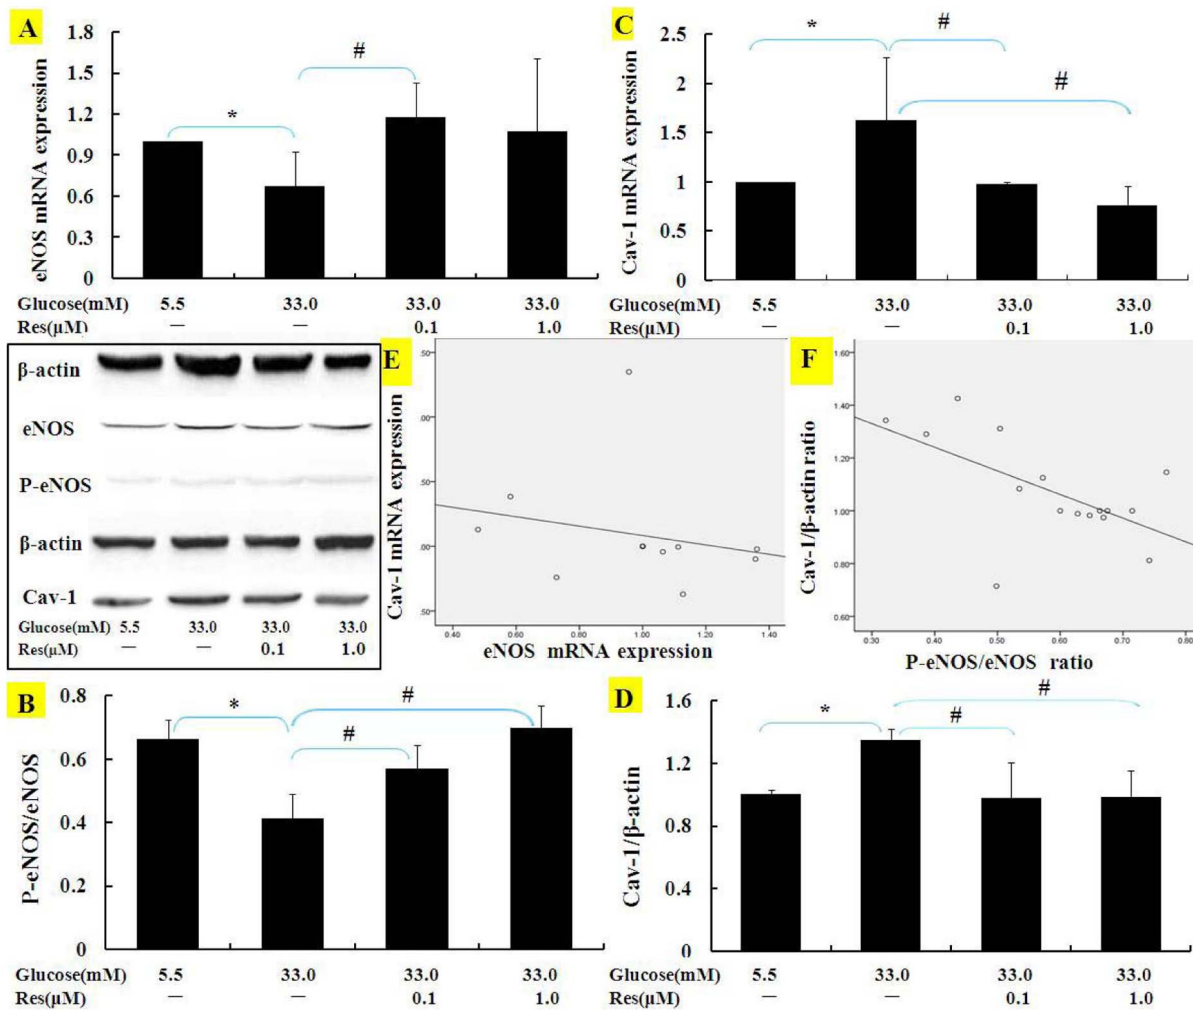 A
eNOS mRNA expression
1.8
1.5
1.2
0.9
0.6
0.3
0
*
#
Glucose(mM) 5.5 33.0 33.0 33.0
Res(μM) — — 0.1 1.0
C
Cav-1 mRNA expression
2.5
2
1.5
1
0.5
0
*
#
#
Glucose(mM) 5.5 33.0 33.0 33.0
Res(μM) — — 0.1 1.0
β-actin
eNOS
P-eNOS
β-actin
Cav-1
Glucose(mM) 5.5 33.0 33.0 33.0
Res(μM) — — 0.1 1.0
E
Cav-1 mRNA expression
.50
.00
.50
.00
.50
0.40 0.60 0.80 1.00 1.20 1.40
eNOS mRNA expression
F
Cav-1/β-actin ratio
1.60
1.40
1.20
1.00
0.80
0.60
0.30 0.40 0.50 0.60 0.70 0.80
P-eNOS/eNOS ratio
B
P-eNOS/eNOS
0.8
0.6
0.4
0.2
0
*
#
#
Glucose(mM) 5.5 33.0 33.0 33.0
Res(μM) — — 0.1 1.0
D
Cav-1/β-actin
1.6
1.2
0.8
0.4
0
*
#
#
Glucose(mM) 5.5 33.0 33.0 33.0
Res(μM) — — 0.1 1.0